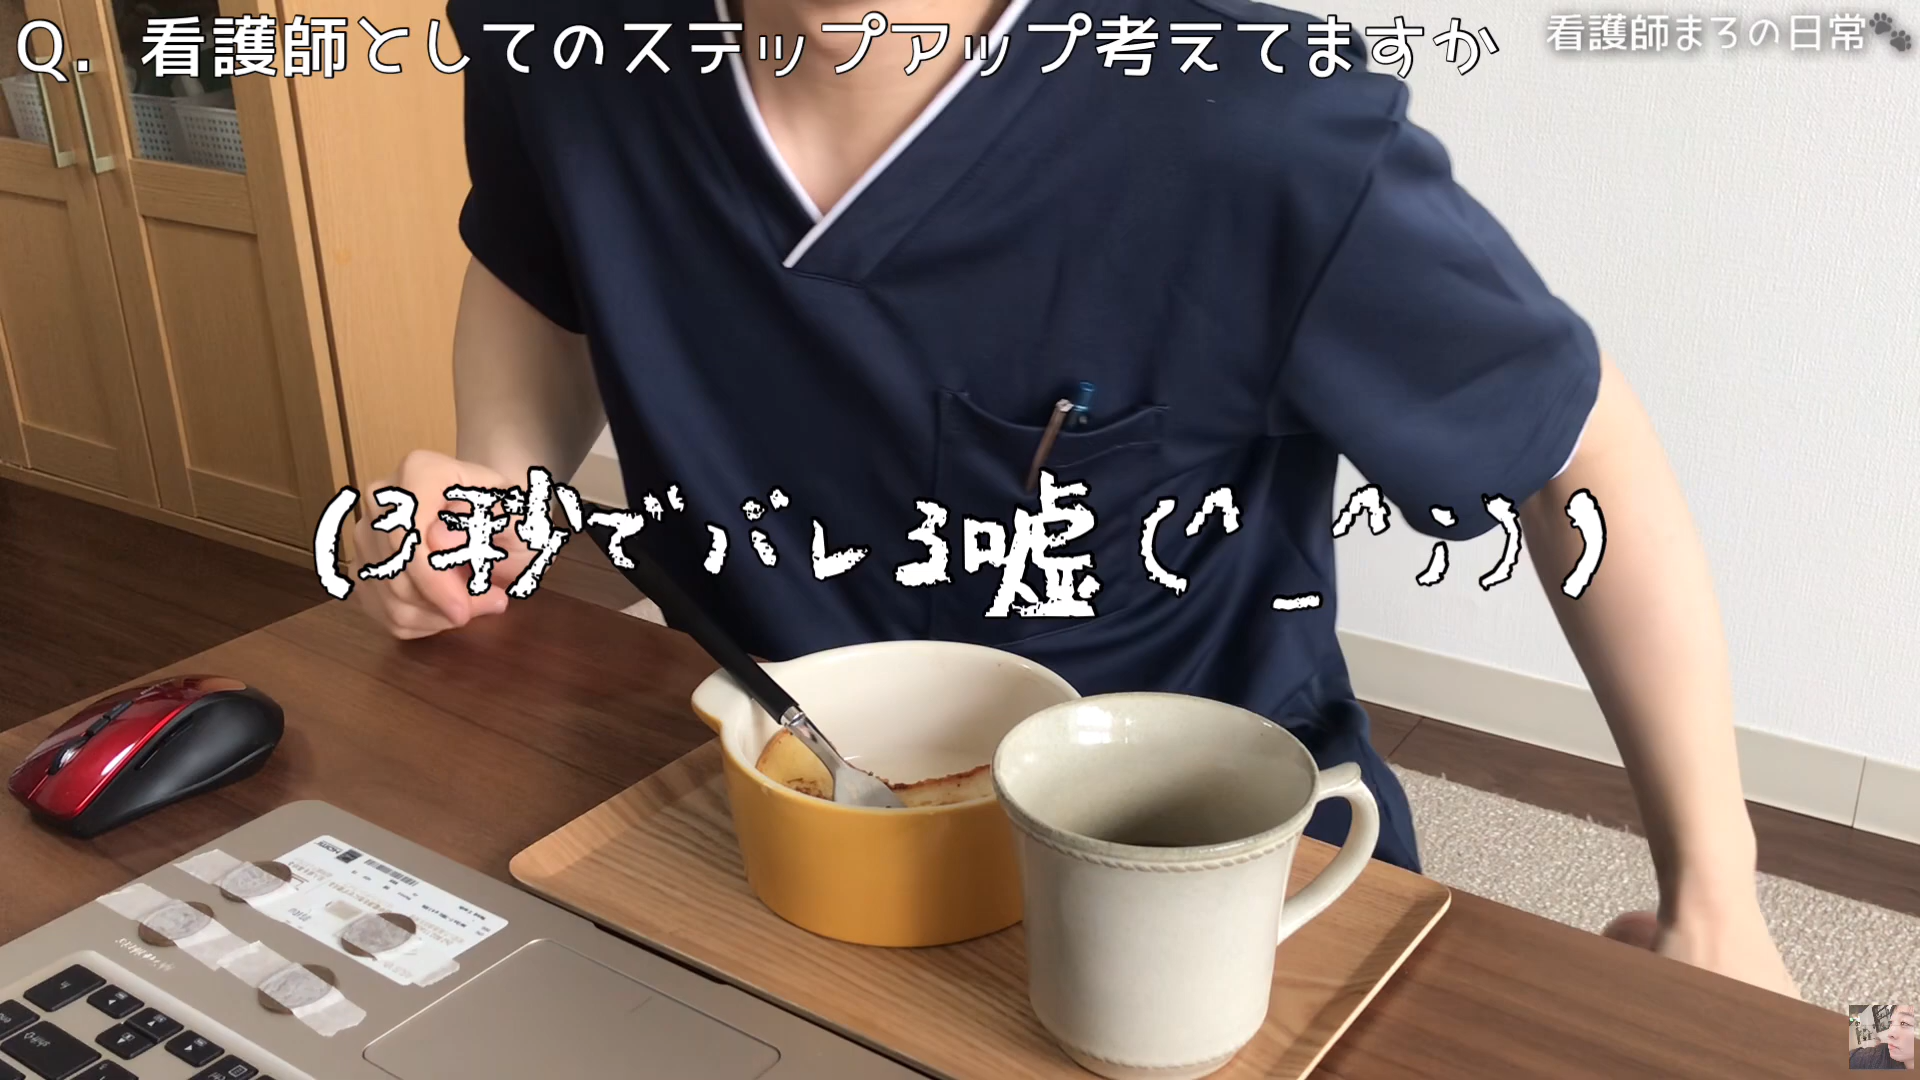 Q. 看護師としてのステップアップ考えてますか
看護師まろの日常🐾
(3秒でバレる嘘(^_^;))